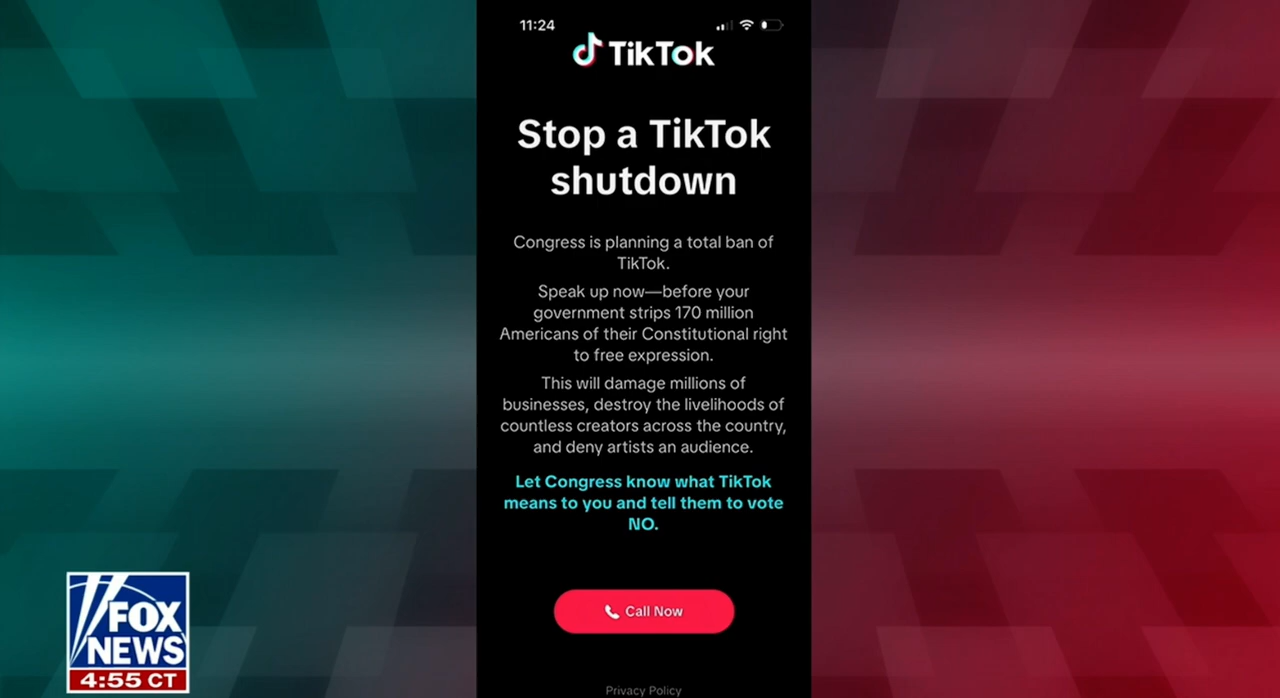 11:24
TikTok
Stop a TikTok
shutdown
Congress is planning a total ban of
TikTok.
Speak up now—before your
government strips 170 million
Americans of their Constitutional right
to free expression.
This will damage millions of
businesses, destroy the livelihoods of
countless creators across the country,
and deny artists an audience.
Let Congress know what TikTok
means to you and tell them to vote
NO.
Call Now
Privacy Policy
FOX
NEWS
4:55 CT